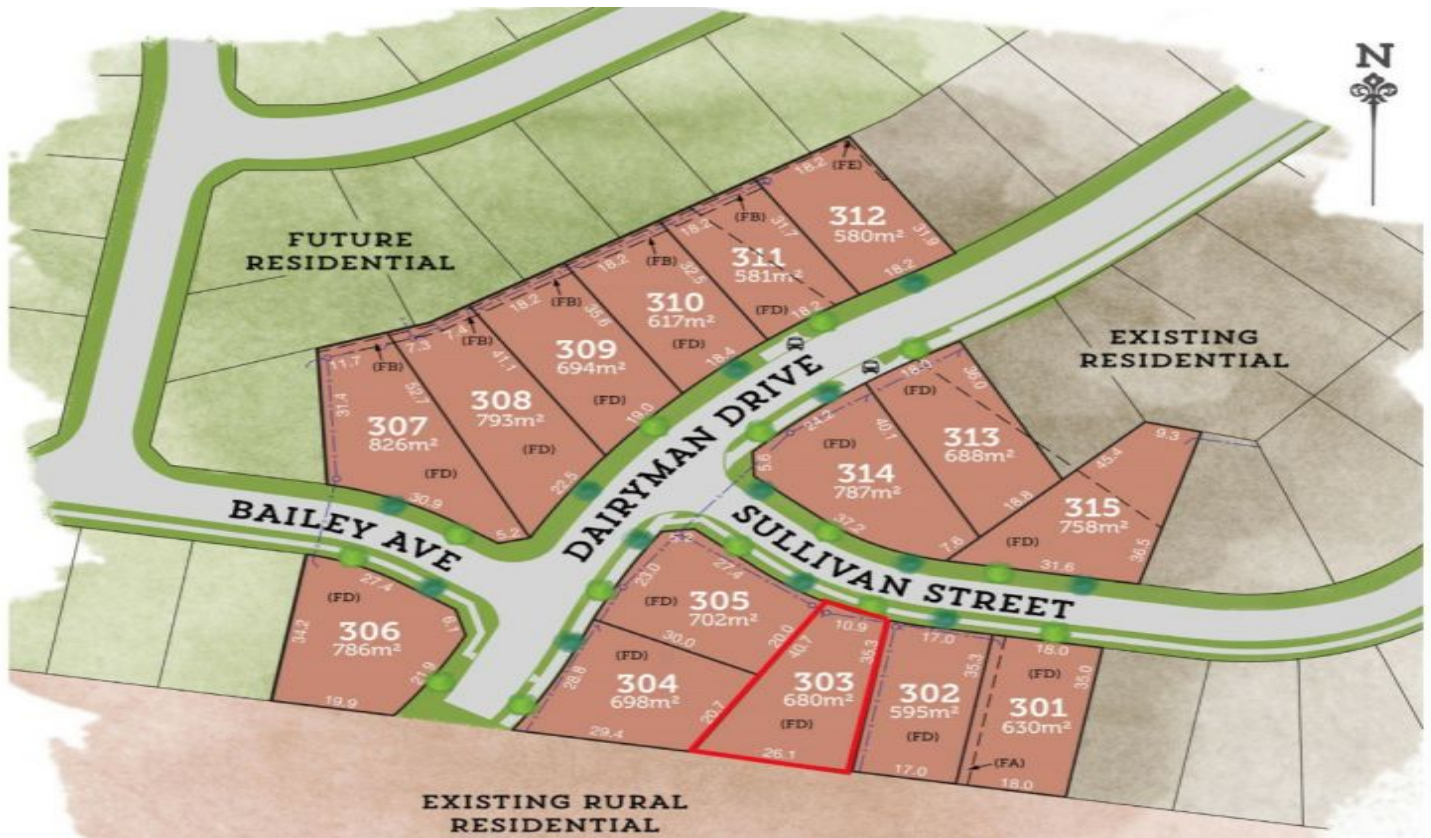 N
FUTURE
RESIDENTIAL
EXISTING
RESIDENTIAL
18.2
(FE)
312
580m²
31.9
18.2
(FB)
18.2
31.7
311
581m²
(FD)
18.2
(FB)
18.2
32.5
310
617m²
(FD)
18.4
(FB)
18.2
35.6
309
694m²
(FD)
19.0
7.4
(FB)
41.1
308
793m²
(FD)
22.5
11.7
7.3
(FB)
52.7
31.4
307
826m²
(FD)
30.9
5.2
BAILEY AVE
DAIRYMAN DRIVE
SULLIVAN STREET
18.0
(FD)
36.0
313
688m²
18.8
24.2
(FD)
40.1
5.6
314
787m²
37.2
7.6
9.3
45.4
315
758m²
(FD)
36.5
31.6
27.4
(FD)
34.2
306
786m²
6.1
21.9
19.9
5.2
23.0
27.4
(FD)
305
702m²
30.0
20.0
(FD)
28.8
304
698m²
20.7
29.4
10.9
40.7
35.3
303
680m²
(FD)
26.1
17.0
35.3
302
595m²
(FD)
17.0
18.0
(FD)
35.0
301
630m²
(FA)
18.0
EXISTING RURAL
RESIDENTIAL